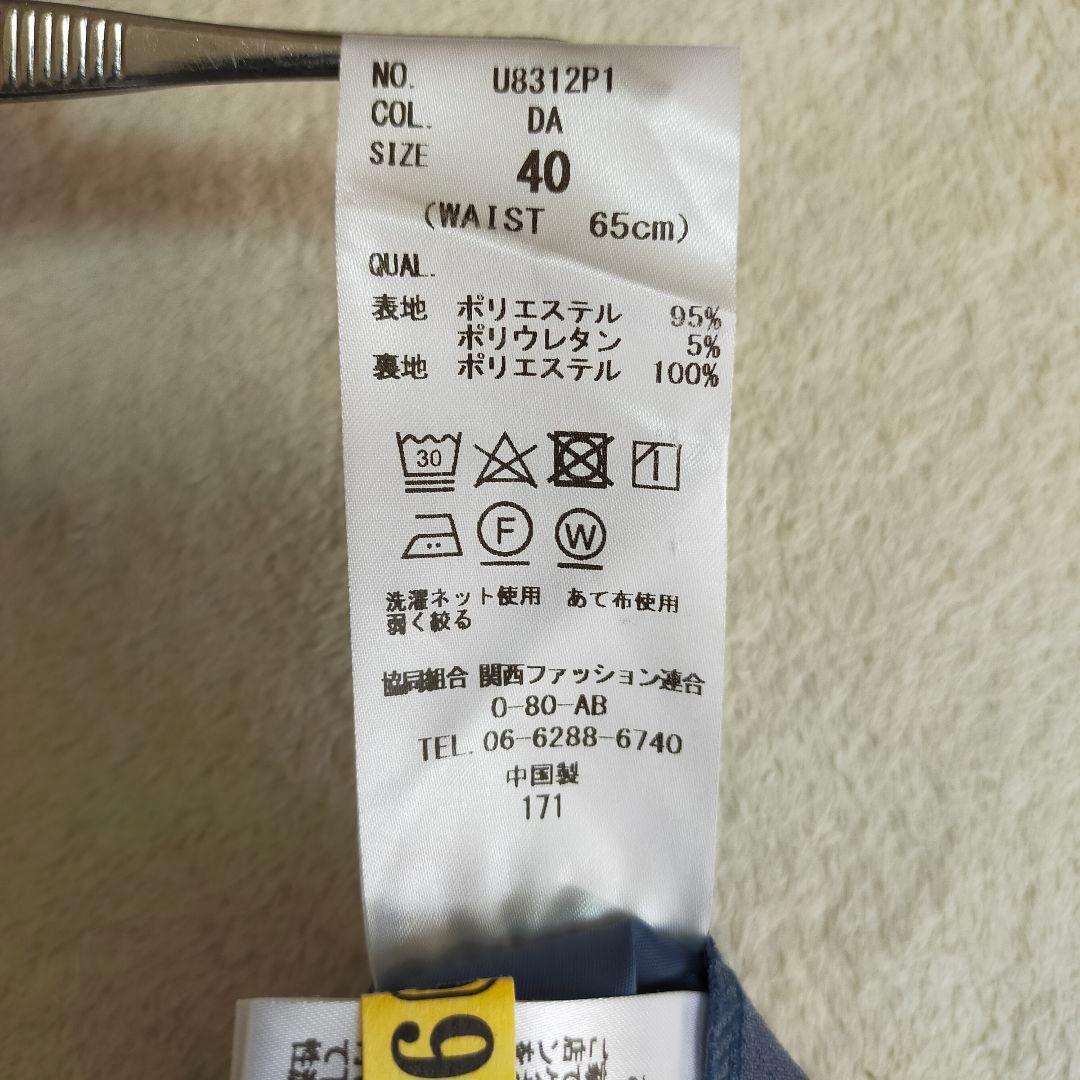 NO. U8312P1
COL. DA
SIZE 40
(WAIST 65cm)
QUAL.
表地 ポリエステル 95%
ポリウレタン 5%
裏地 ポリエステル 100%
30
F W
洗濯ネット使用 あて布使用
弱く絞る
協同組合 関西ファッション連合
0-80-AB
TEL. 06-6288-6740
中国製
171